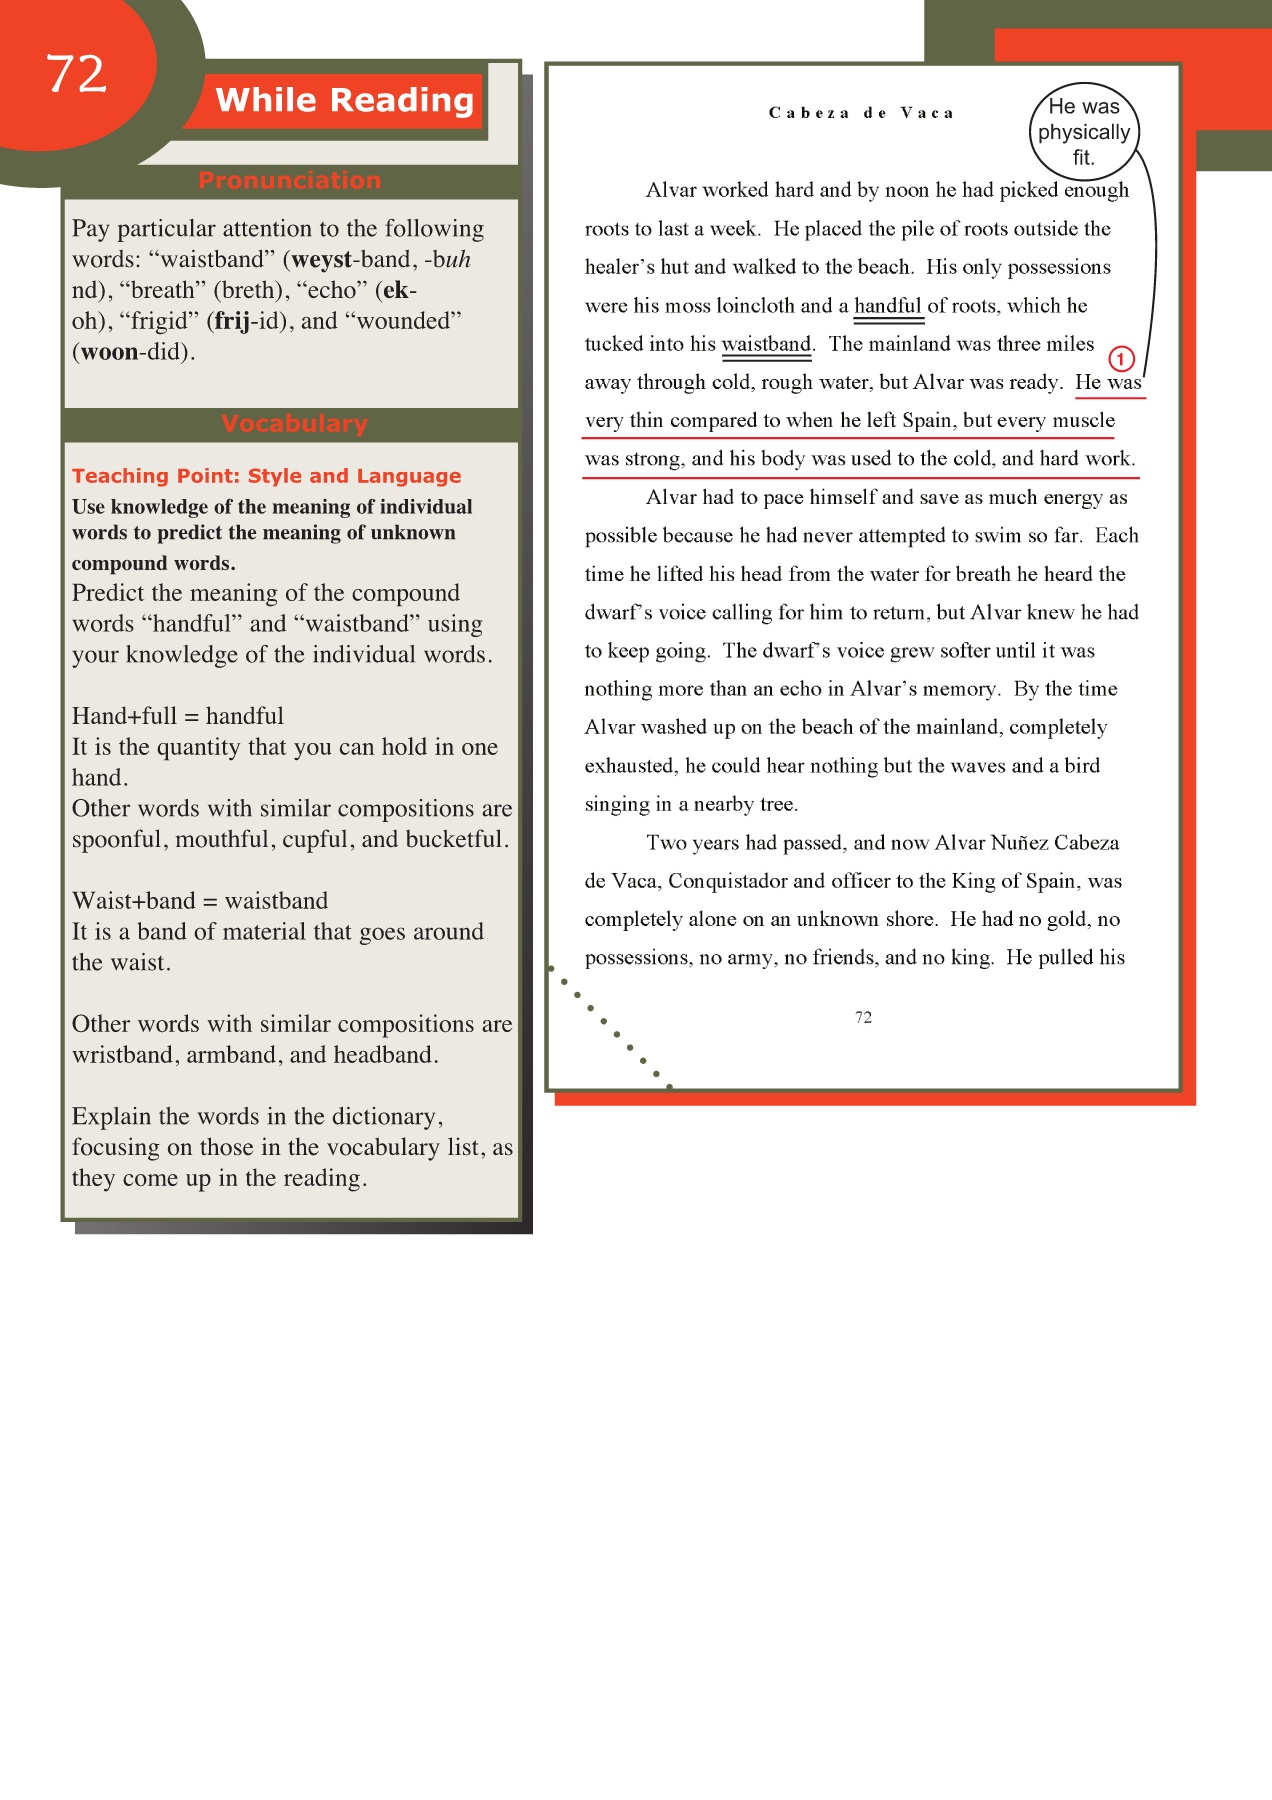 72
While Reading
Pronunciation
Pay particular attention to the following
words: “waistband” (weyst-band, -buh
nd), “breath” (breth), “echo” (ek-
oh), “frigid” (frij-id), and “wounded”
(woon-did).
Vocabulary
Teaching Point: Style and Language
Use knowledge of the meaning of individual
words to predict the meaning of unknown
compound words.
Predict the meaning of the compound
words “handful” and “waistband” using
your knowledge of the individual words.
Hand+full = handful
It is the quantity that you can hold in one
hand.
Other words with similar compositions are
spoonful, mouthful, cupful, and bucketful.
Waist+band = waistband
It is a band of material that goes around
the waist.
Other words with similar compositions are
wristband, armband, and headband.
Explain the words in the dictionary,
focusing on those in the vocabulary list, as
they come up in the reading.
Cabeza de Vaca
He was
physically
fit.
Alvar worked hard and by noon he had picked enough
roots to last a week. He placed the pile of roots outside the
healer’s hut and walked to the beach. His only possessions
were his moss loincloth and a handful of roots, which he
tucked into his waistband. The mainland was three miles
1
away through cold, rough water, but Alvar was ready. He was
very thin compared to when he left Spain, but every muscle
was strong, and his body was used to the cold, and hard work.
Alvar had to pace himself and save as much energy as
possible because he had never attempted to swim so far. Each
time he lifted his head from the water for breath he heard the
dwarf’s voice calling for him to return, but Alvar knew he had
to keep going. The dwarf’s voice grew softer until it was
nothing more than an echo in Alvar’s memory. By the time
Alvar washed up on the beach of the mainland, completely
exhausted, he could hear nothing but the waves and a bird
singing in a nearby tree.
Two years had passed, and now Alvar Nuñez Cabeza
de Vaca, Conquistador and officer to the King of Spain, was
completely alone on an unknown shore. He had no gold, no
possessions, no army, no friends, and no king. He pulled his
72